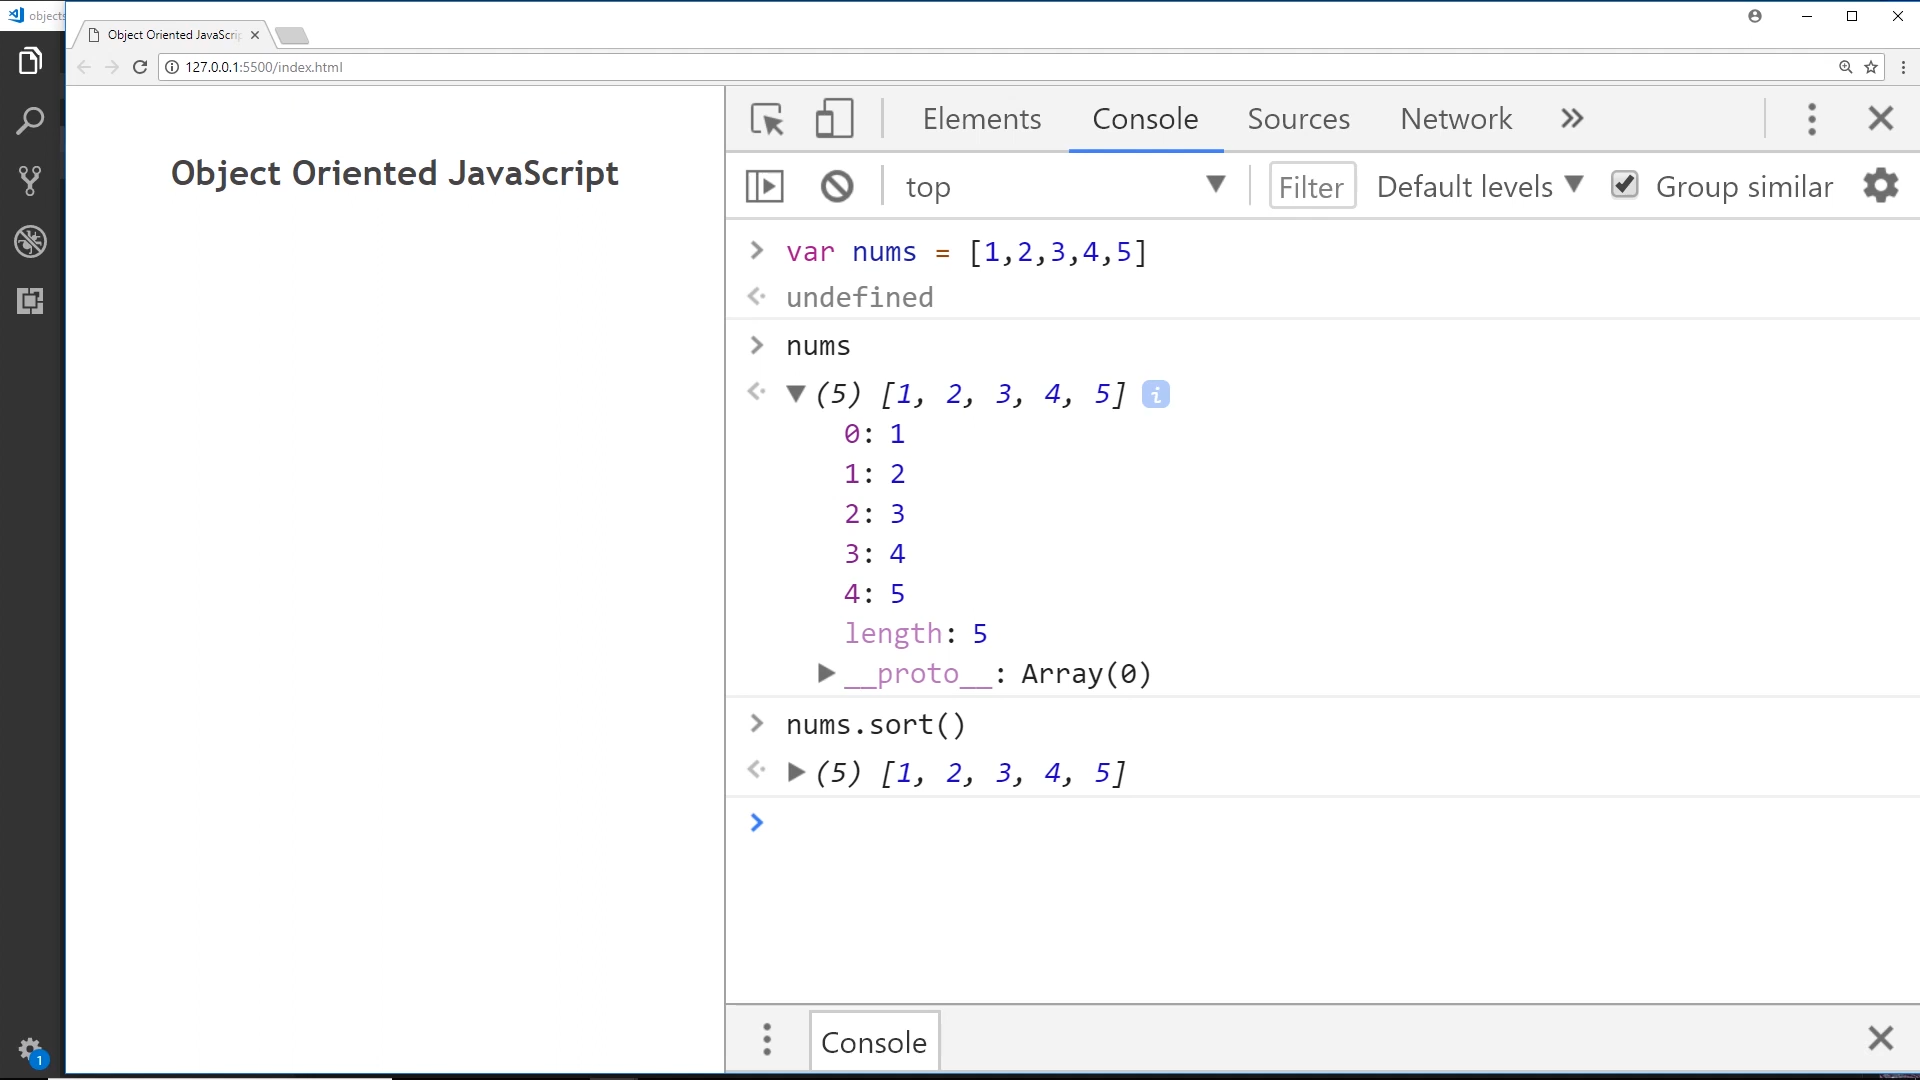 objects
Object Oriented JavaScrip
127.0.0.1:5500/index.html
Object Oriented JavaScript
Elements Console Sources Network
top Filter Default levels Group similar
> var nums = [1,2,3,4,5]
undefined
> nums
(5) [1, 2, 3, 4, 5] i
0: 1
1: 2
2: 3
3: 4
4: 5
length: 5
__proto__: Array(0)
> nums.sort()
(5) [1, 2, 3, 4, 5]
>
Console
1